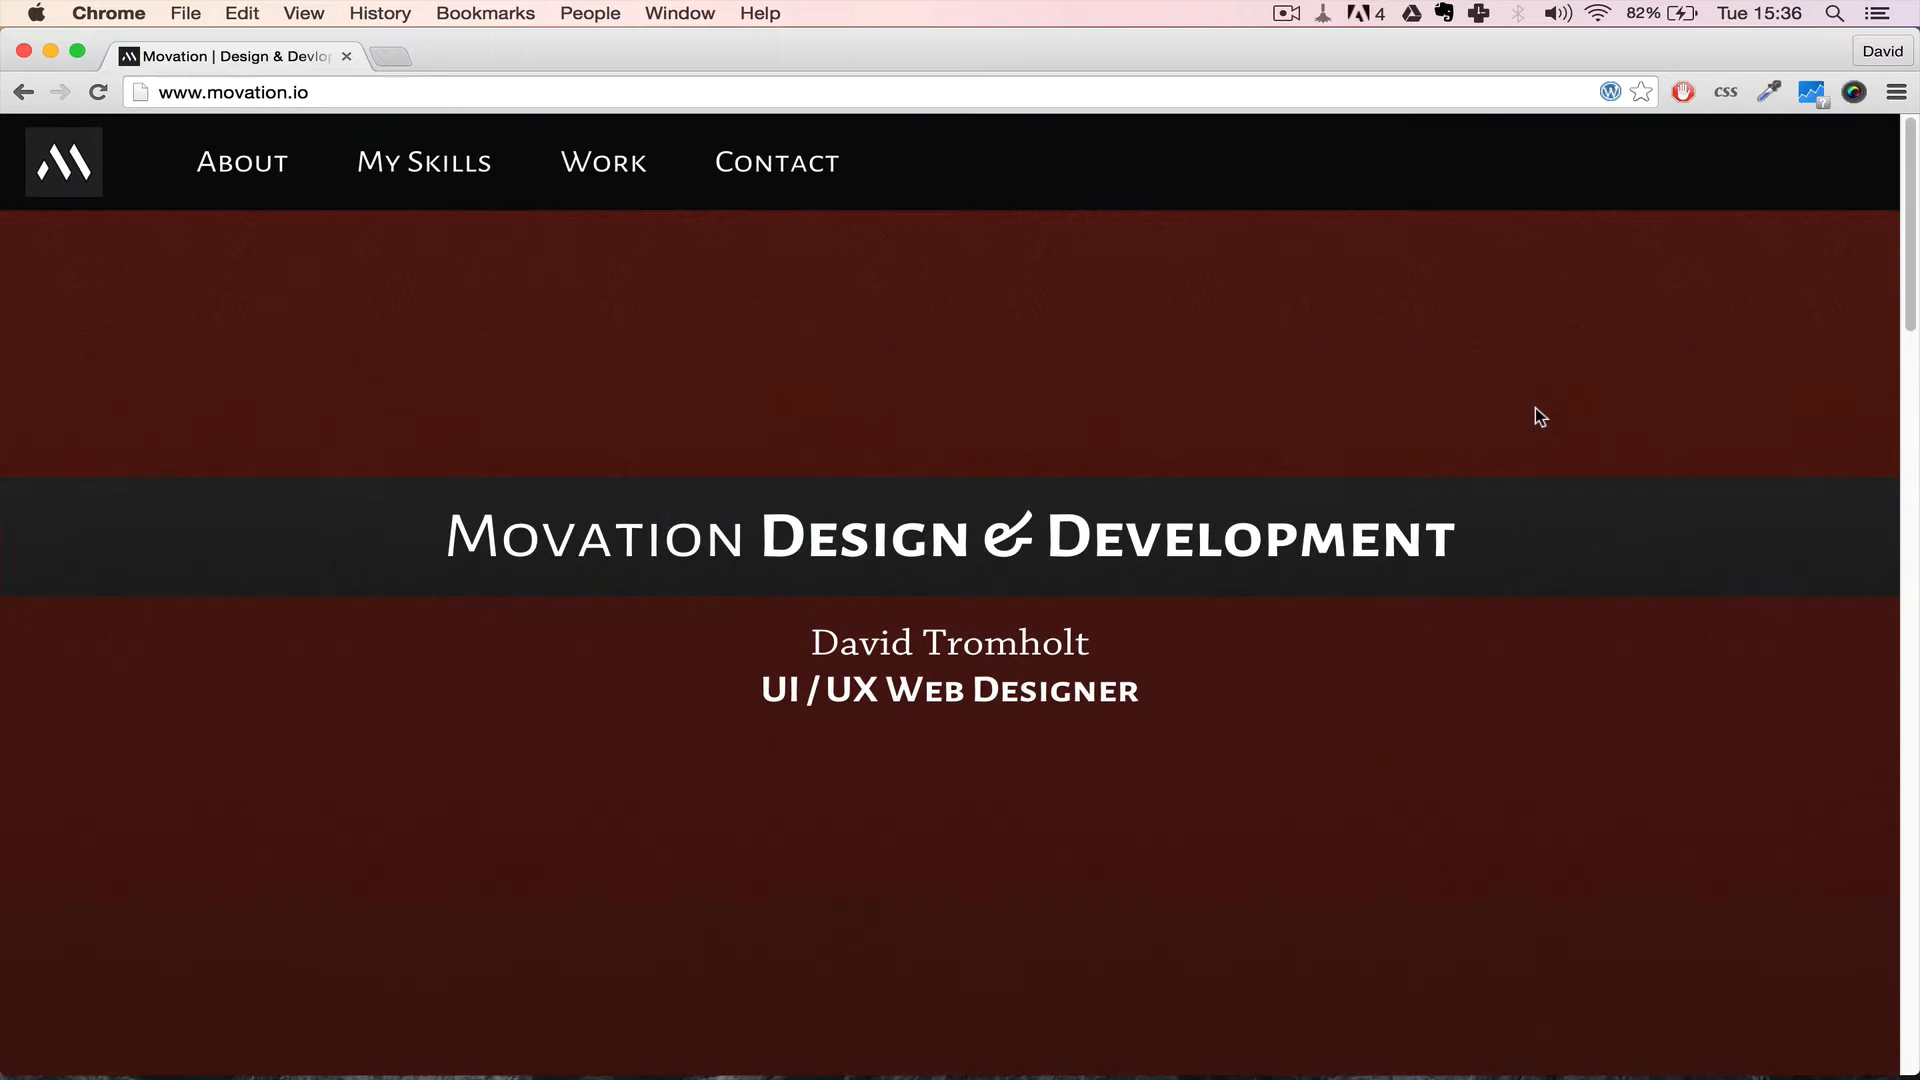 Chrome File Edit View History Bookmarks People Window Help 4 82% Tue 15:36
Movation | Design & Devlo David
www.movation.io css
About My Skills Work Contact
Movation Design & Development
David Tromholt
UI / UX Web Designer